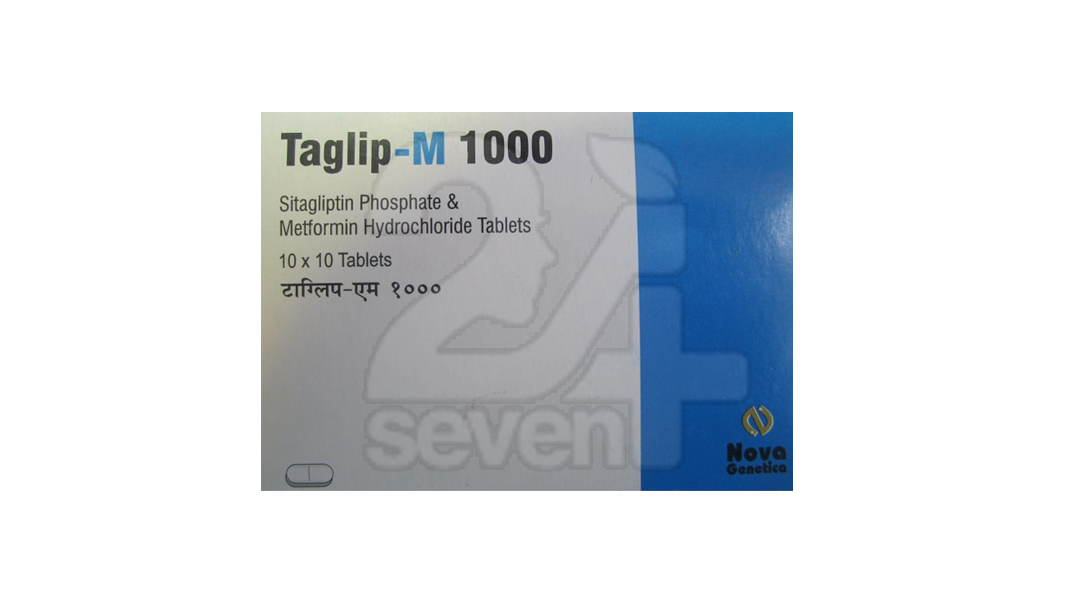 Taglip-M 1000
Sitagliptin Phosphate &
Metformin Hydrochloride Tablets
10 x 10 Tablets
टाग्लिप-एम १०००
24
seven
Nova
Genetica